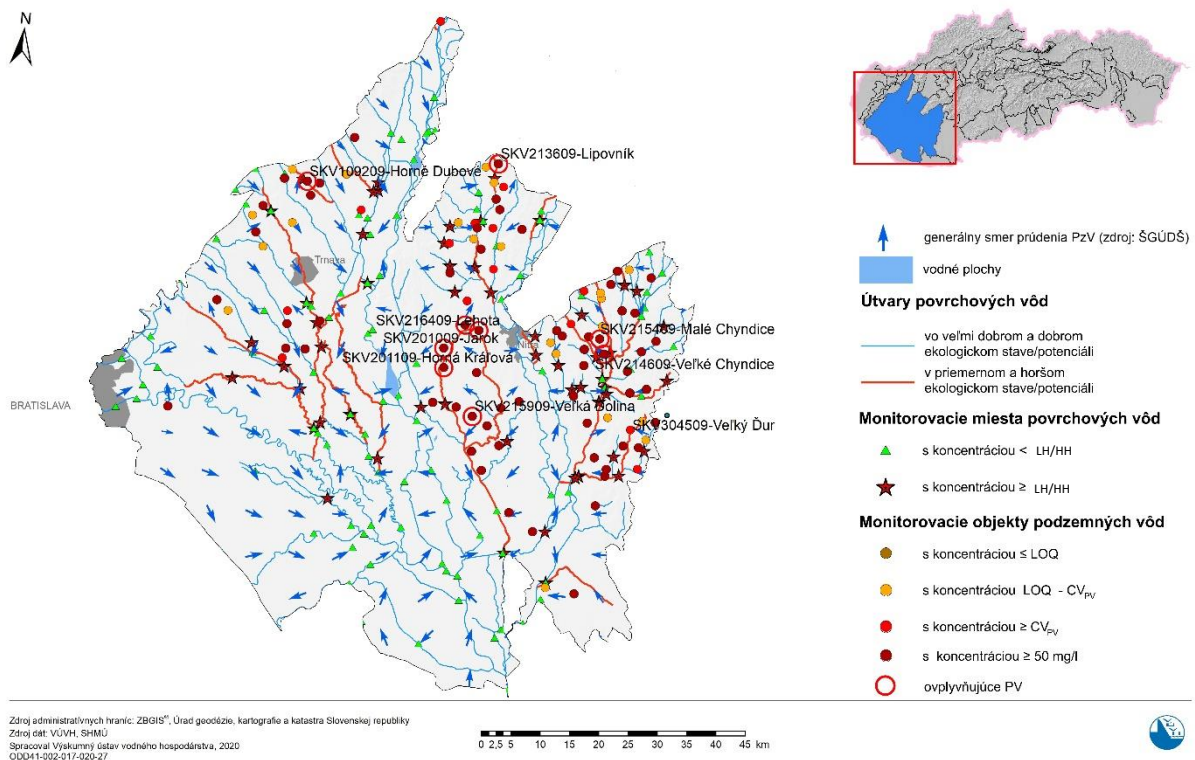 N
SKV213609-Lipovník
SKV109209-Horné Dubové
Trnava
SKV216409-Lehota
SKV215409-Malé Chyndice
SKV201009-Jarok
Nitra
SKV201109-Horná Kráľová
SKV214609-Veľké Chyndice
BRATISLAVA
SKV215909-Veľká Dolina
SKV304509-Veľký Ďur
generálny smer prúdenia PzV (zdroj: ŠGÚDŠ)
vodné plochy
Útvary povrchových vôd
vo veľmi dobrom a dobrom
ekologickom stave/potenciáli
v priemernom a horšom
ekologickom stave/potenciáli
Monitorovacie miesta povrchových vôd
s koncentráciou < LH/HH
s koncentráciou ≥ LH/HH
Monitorovacie objekty podzemných vôd
s koncentráciou ≤ LOQ
s koncentráciou LOQ - CVPV
s koncentráciou ≥ CVPV
s koncentráciou ≥ 50 mg/l
ovplyvňujúce PV
Zdroj administratívnych hraníc: ZBGIS®, Úrad geodézie, kartografie a katastra Slovenskej republiky
Zdroj dát: VÚVH, SHMÚ
Spracoval Výskumný ústav vodného hospodárstva, 2020
ODD41-002-017-020-27
0 2,5 5 10 15 20 25 30 35 40 45 km